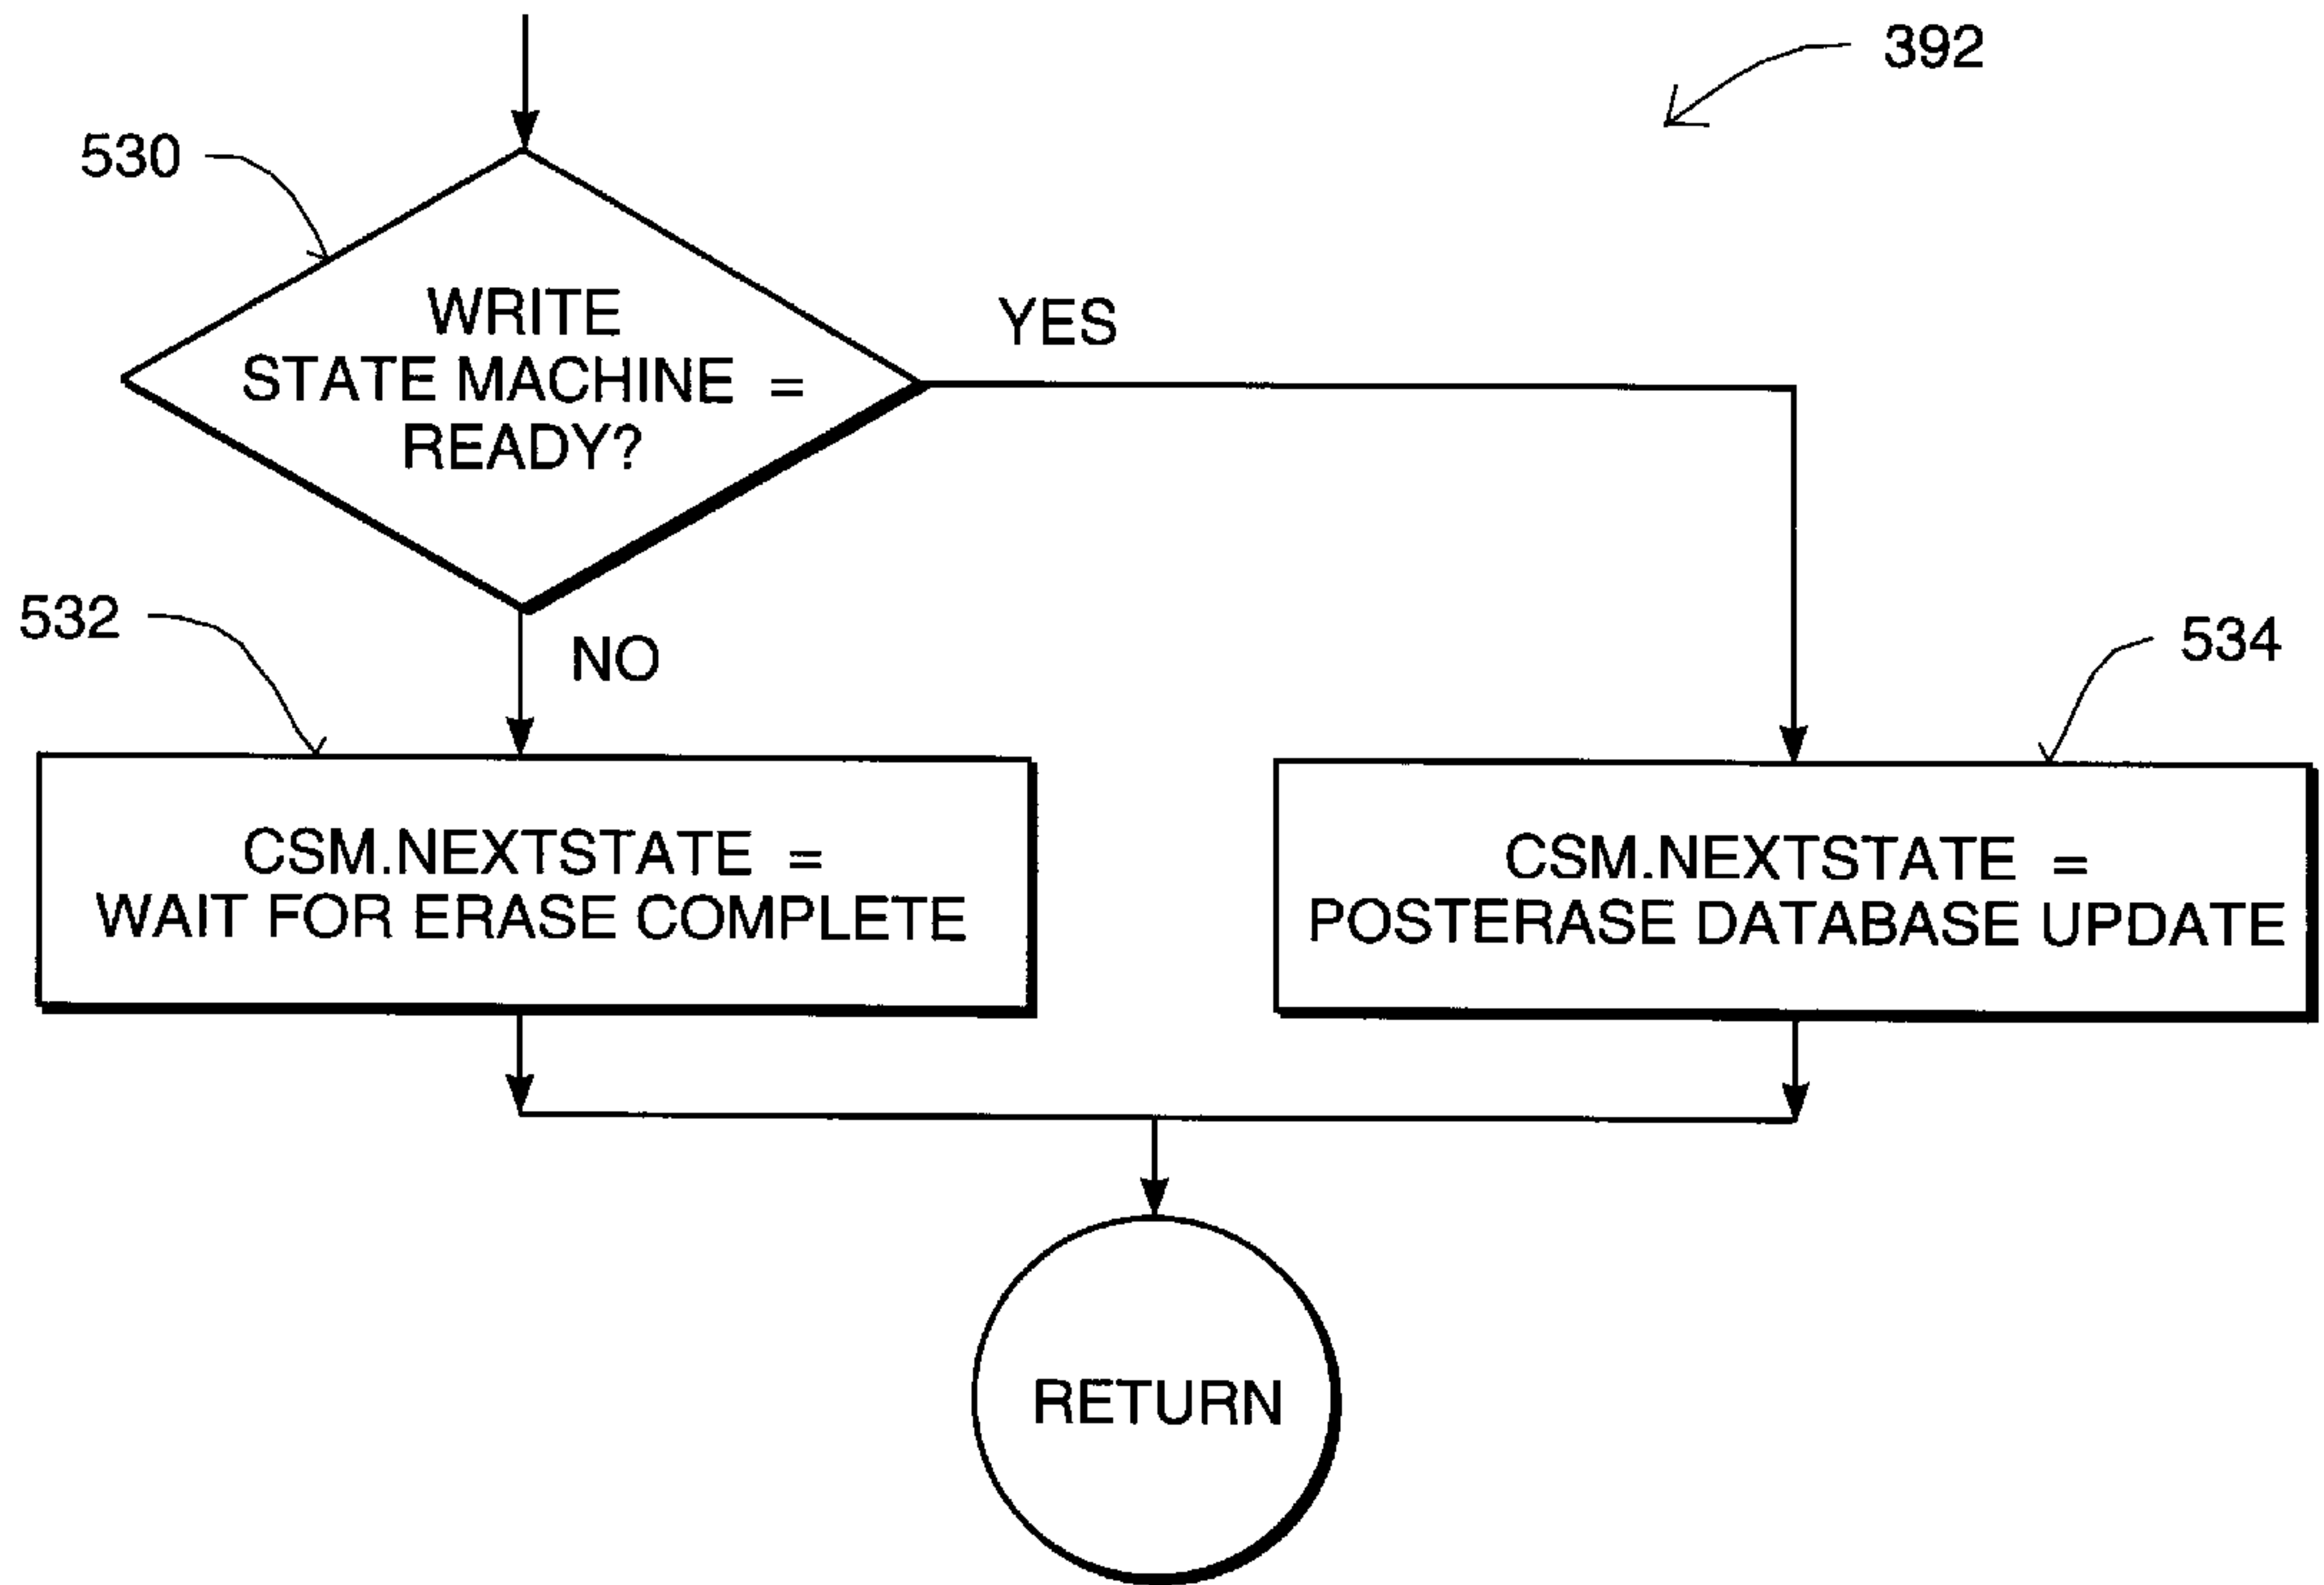 392
530
WRITE
STATE MACHINE =
READY?
YES
532
NO
534
CSM.NEXTSTATE =
WAIT FOR ERASE COMPLETE
CSM.NEXTSTATE =
POSTERASE DATABASE UPDATE
RETURN